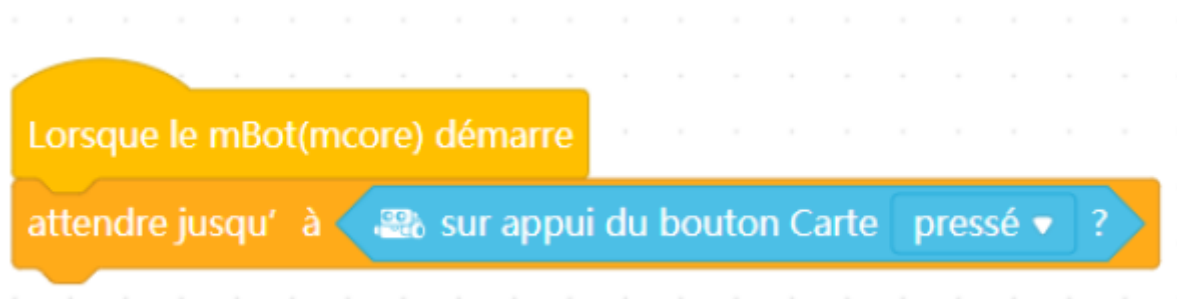 Lorsque le mBot(mcore) démarre
attendre jusqu’ à sur appui du bouton Carte pressé ?